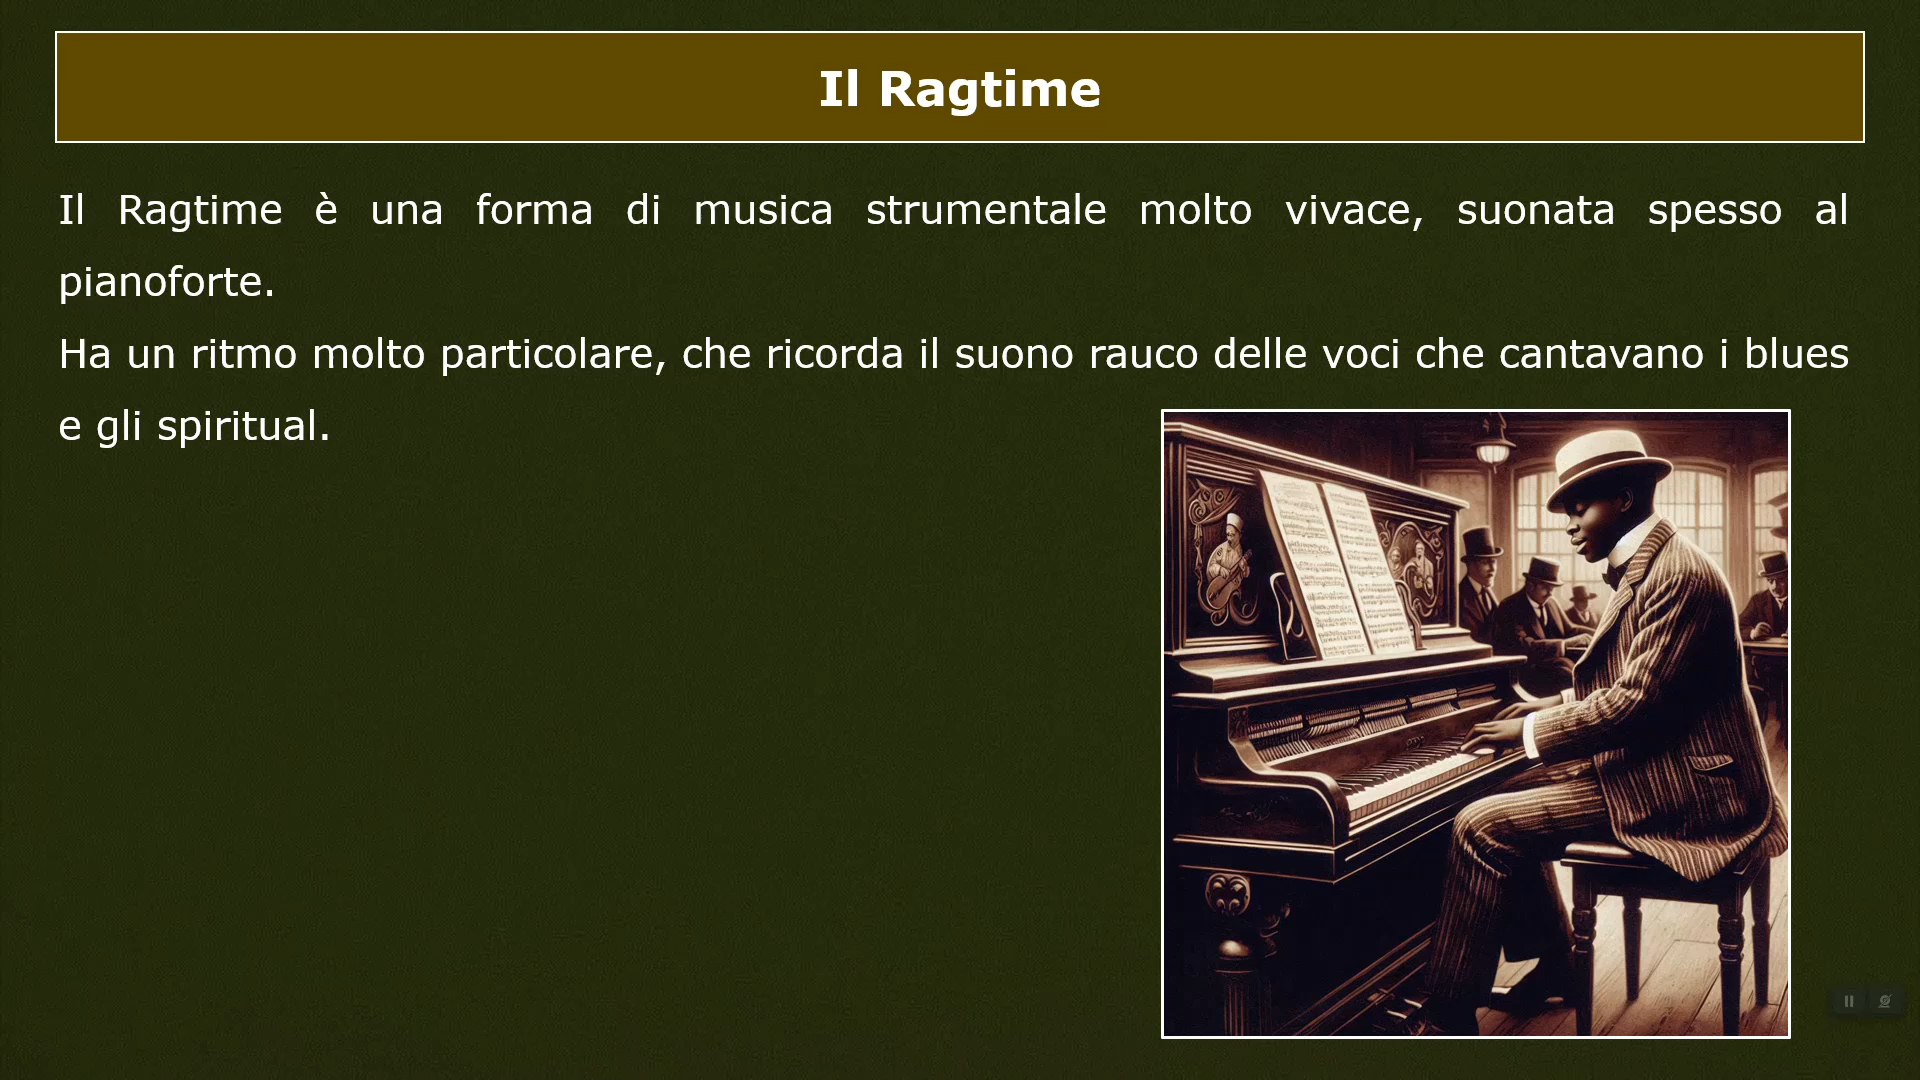 Il Ragtime
Il Ragtime è una forma di musica strumentale molto vivace, suonata spesso al
pianoforte.
Ha un ritmo molto particolare, che ricorda il suono rauco delle voci che cantavano i blues
e gli spiritual.